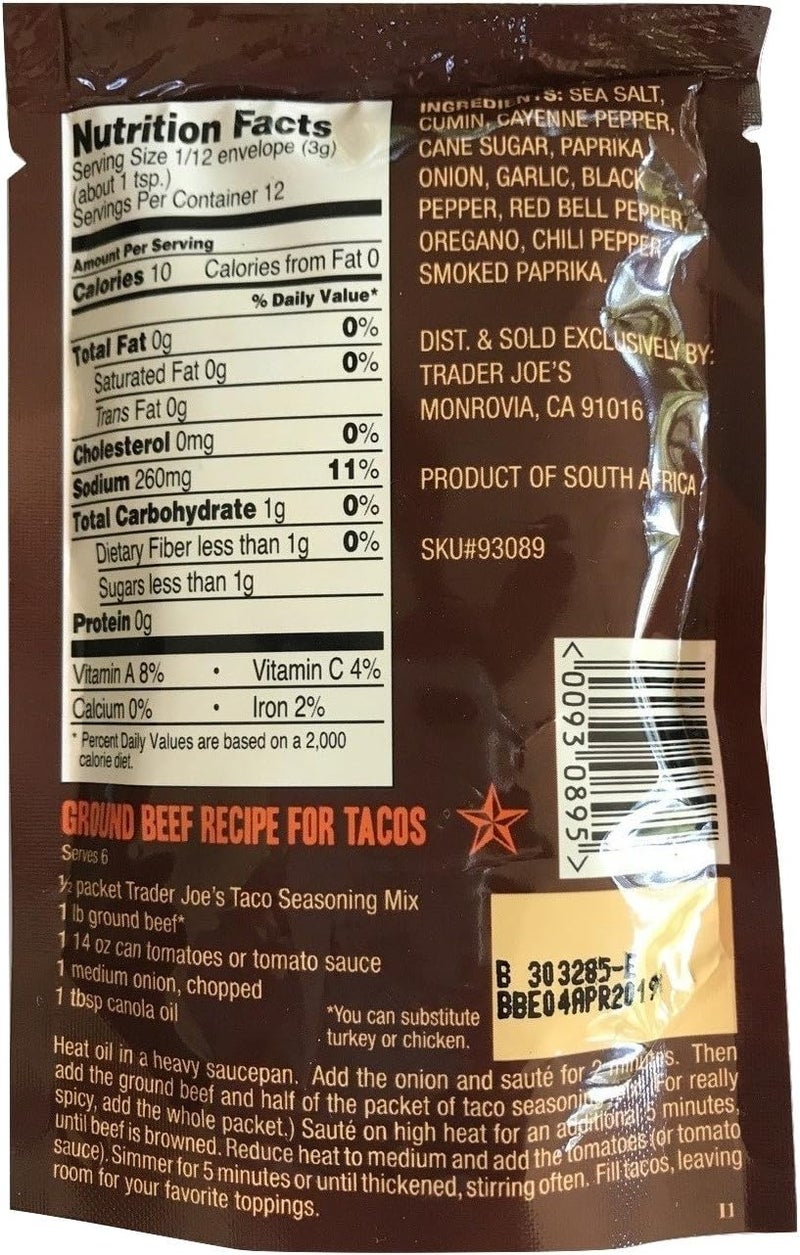 Nutrition Facts
Serving Size 1/12 envelope (3g)
(about 1 tsp.)
Servings Per Container 12
Amount Per Serving
Calories 10 Calories from Fat 0
% Daily Value*
Total Fat 0g 0%
Saturated Fat 0g 0%
Trans Fat 0g
Cholesterol 0mg 0%
Sodium 260mg 11%
Total Carbohydrate 1g 0%
Dietary Fiber less than 1g 0%
Sugars less than 1g
Protein 0g
Vitamin A 8% • Vitamin C 4%
Calcium 0% • Iron 2%
* Percent Daily Values are based on a 2,000
calorie diet.
INGREDIENTS: SEA SALT,
CUMIN, CAYENNE PEPPER,
CANE SUGAR, PAPRIKA,
ONION, GARLIC, BLACK
PEPPER, RED BELL PEPPER,
OREGANO, CHILI PEPPER,
SMOKED PAPRIKA.
DIST. & SOLD EXCLUSIVELY BY:
TRADER JOE'S
MONROVIA, CA 91016
PRODUCT OF SOUTH AFRICA
SKU#93089
<0093 0895>
GROUND BEEF RECIPE FOR TACOS
Serves 6
½ packet Trader Joe's Taco Seasoning Mix
1 lb ground beef*
1 14 oz can tomatoes or tomato sauce
1 medium onion, chopped
1 tbsp canola oil
*You can substitute
turkey or chicken.
B 303285-E
BBE04APR2019
Heat oil in a heavy saucepan. Add the onion and sauté for 2 minutes. Then
add the ground beef and half of the packet of taco seasoning For really
spicy, add the whole packet.) Sauté on high heat for an additional 5 minutes,
until beef is browned. Reduce heat to medium and add the tomatoes (or tomato
sauce). Simmer for 5 minutes or until thickened, stirring often. Fill tacos, leaving
room for your favorite toppings.
11